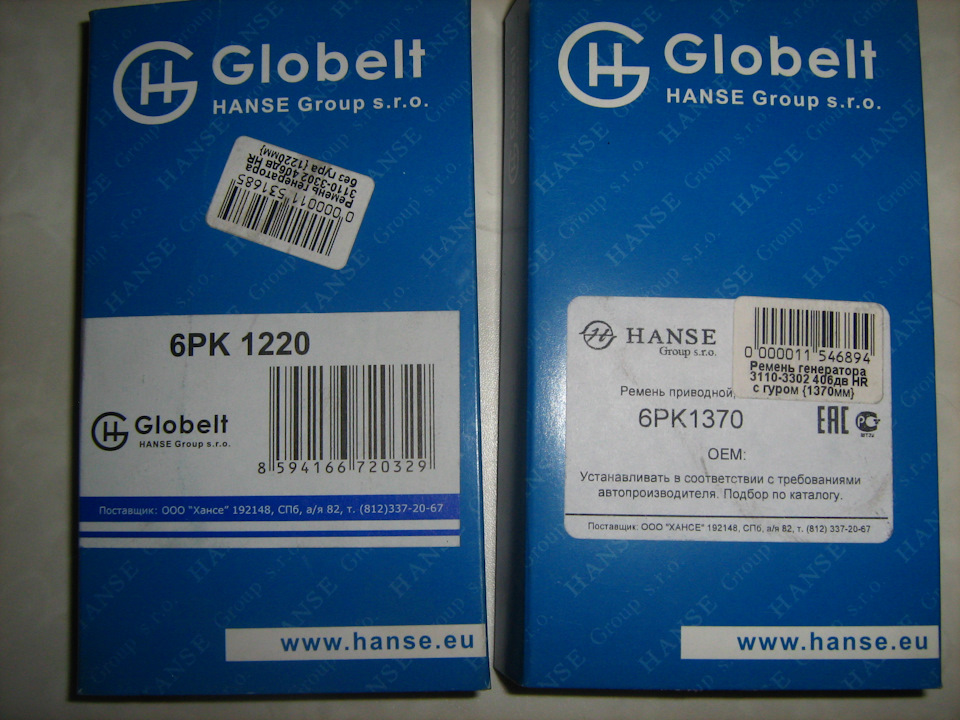 Globelt
HANSE Group s.r.o.
Ремень генератора
3110-3302 406дв HR
без гура (1220мм)
0 000011 531685
6PK 1220
Globelt
HANSE Group s.r.o.
8 594166 720329
Поставщик: ООО "Хансе" 192148, СПб, а/я 82, т. (812)337-20-67
www.hanse.eu
Globelt
HANSE Group s.r.o.
HANSE
Group s.r.o.
0 000011 546894
Ремень генератора
3110-3302 406дв HR
с гуром (1370мм)
Ремень приводной,
6PK1370
EAC
OEM:
Устанавливать в соответствии с требованиями
автопроизводителя. Подбор по каталогу.
Поставщик: ООО "ХАНСЕ" 192148, СПб, а/я 82, т. (812) 337-20-67
www.hanse.eu